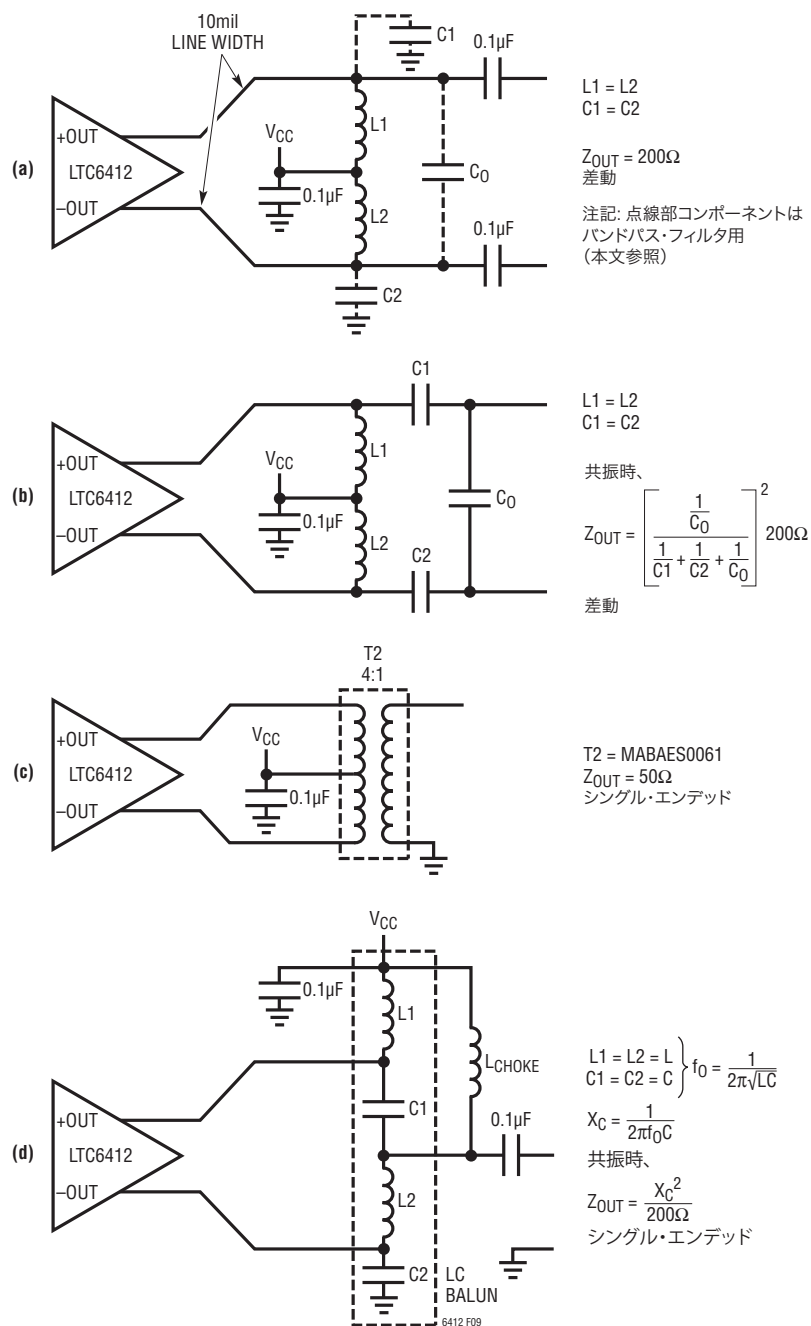 10mil
LINE WIDTH
C1
0.1µF
L1 = L2
C1 = C2
+OUT
VCC
L1
(a)
LTC6412
CO
ZOUT = 200Ω
差動
0.1µF
L2
–OUT
0.1µF
注記: 点線部コンポーネントは
バンドパス・フィルタ用
(本文参照)
C2
C1
L1 = L2
C1 = C2
+OUT
VCC
L1
(b)
LTC6412
0.1µF
CO
–OUT
L2
C2
共振時、
ZOUT = [ 1/CO / (1/C1 + 1/C2 + 1/CO) ]2 200Ω
差動
T2
4:1
+OUT
VCC
(c)
LTC6412
0.1µF
–OUT
T2 = MABAES0061
ZOUT = 50Ω
シングル・エンデッド
VCC
0.1µF
L1
LCHOKE
+OUT
C1
0.1µF
(d)
LTC6412
–OUT
L2
C2
LC
BALUN
L1 = L2 = L
C1 = C2 = C } fO = 1/2π√LC
XC = 1/2πfOC
共振時、
ZOUT = XC2/200Ω
シングル・エンデッド
6412 F09